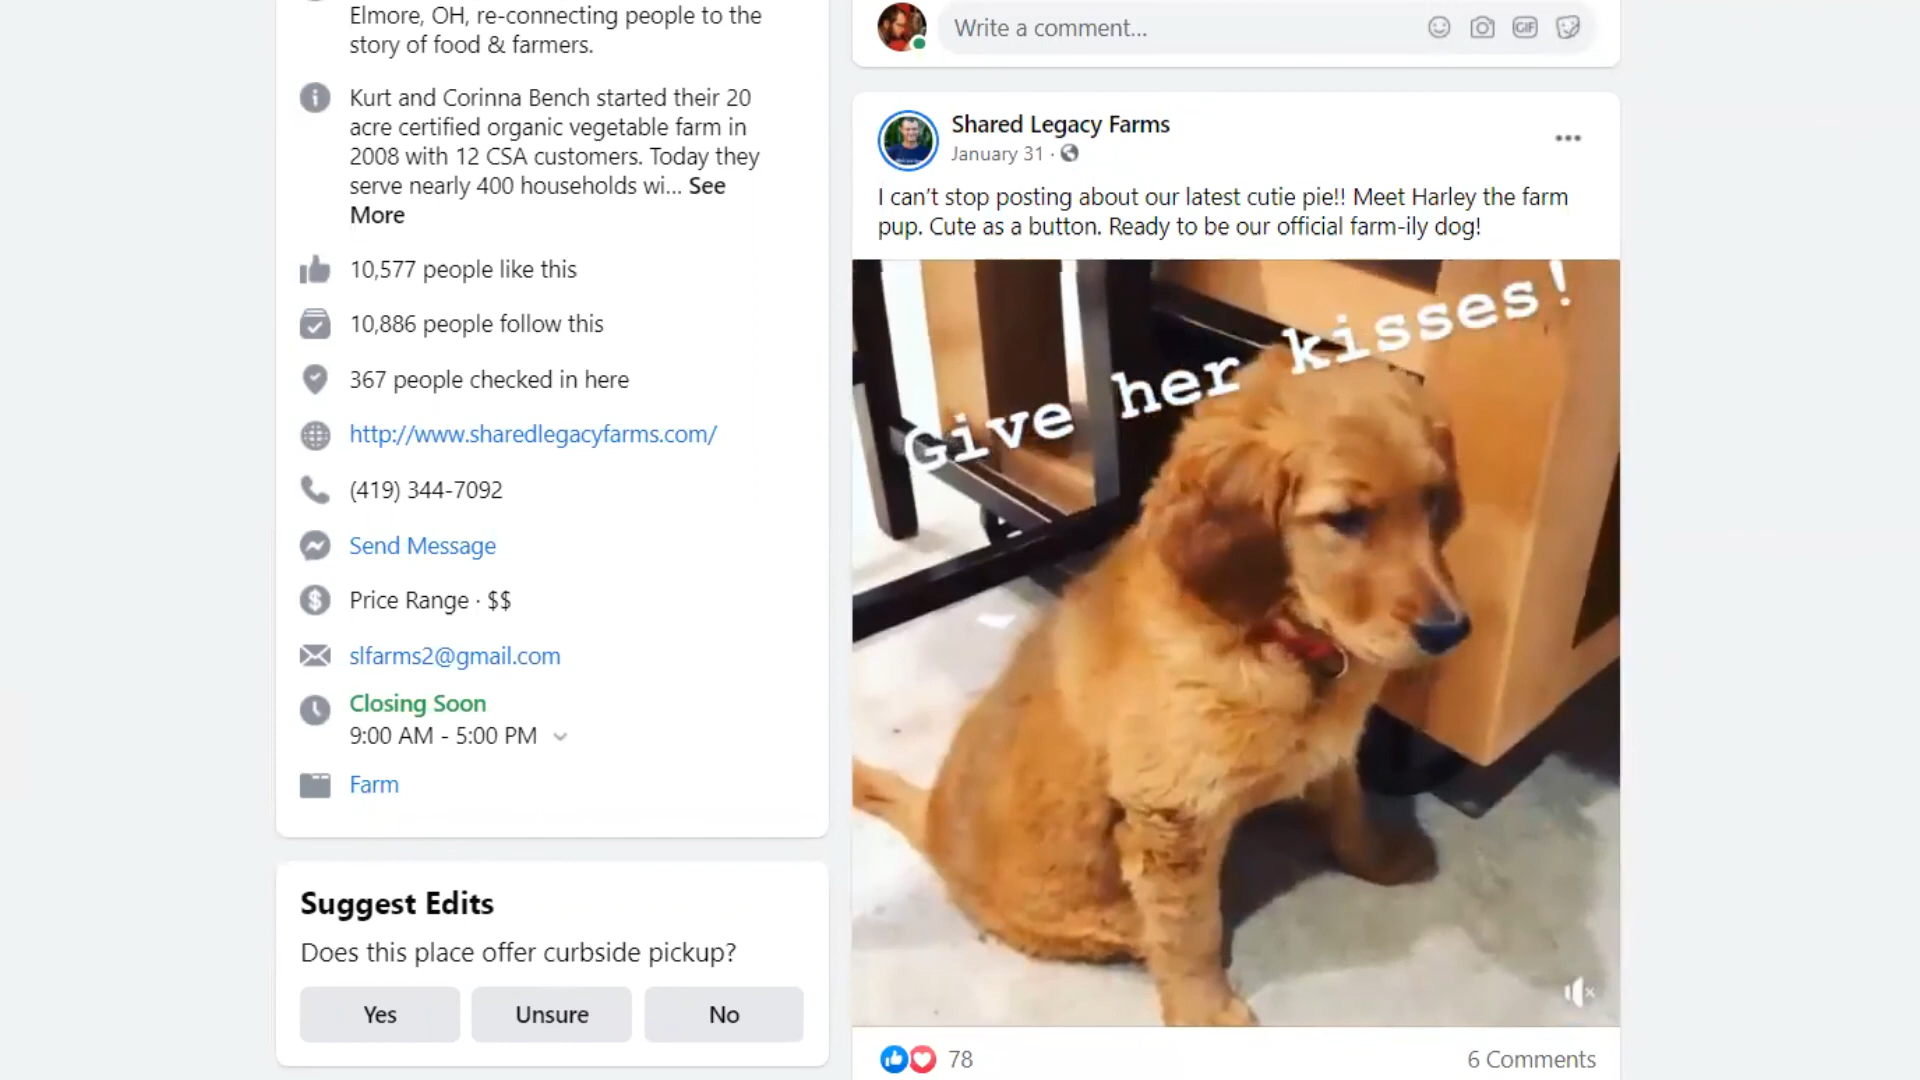 Elmore, OH, re-connecting people to the
story of food & farmers.
Kurt and Corinna Bench started their 20
acre certified organic vegetable farm in
2008 with 12 CSA customers. Today they
serve nearly 400 households wi... See
More
10,577 people like this
10,886 people follow this
367 people checked in here
http://www.sharedlegacyfarms.com/
(419) 344-7092
Send Message
Price Range · $$
slfarms2@gmail.com
Closing Soon
9:00 AM - 5:00 PM
Farm
Suggest Edits
Does this place offer curbside pickup?
Yes
Unsure
No
Write a comment...
GIF
Shared Legacy Farms
January 31 ·
I can't stop posting about our latest cutie pie!! Meet Harley the farm
pup. Cute as a button. Ready to be our official farm-ily dog!
Give her kisses!
78
6 Comments